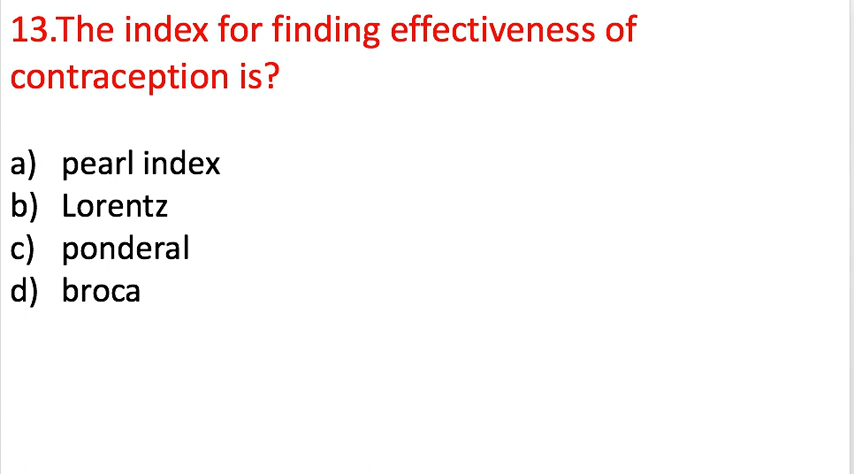 13.The index for finding effectiveness of
contraception is?
a) pearl index
b) Lorentz
c) ponderal
d) broca